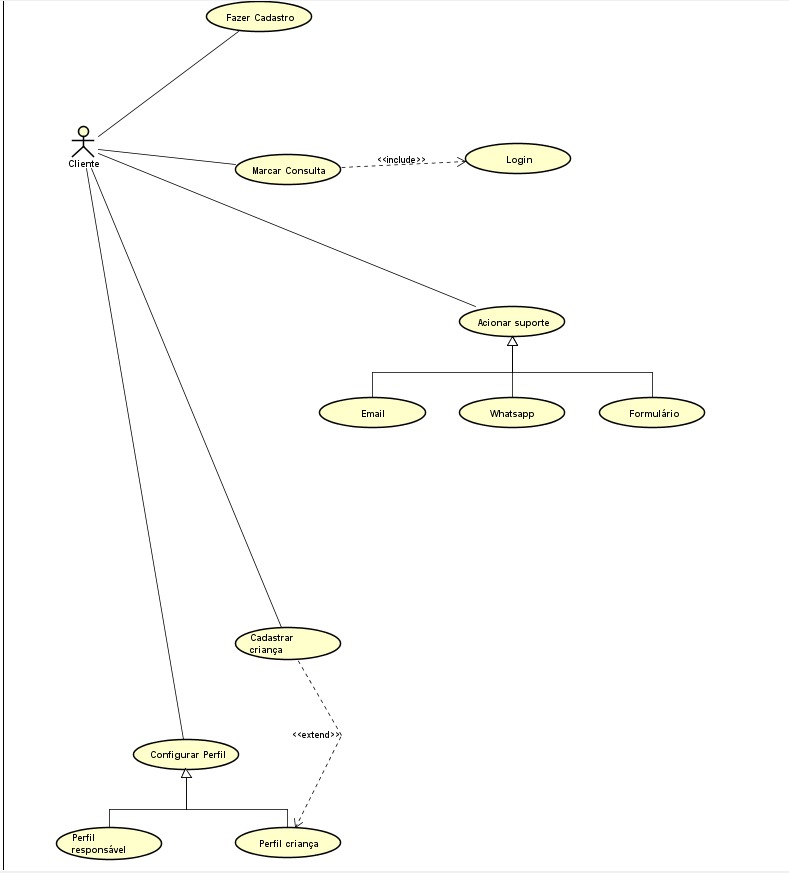 Fazer Cadastro
Cliente
Marcar Consulta
<<include>>
Login
Acionar suporte
Email
Whatsapp
Formulário
Cadastrar
criança
<<extend>>
Configurar Perfil
Perfil
responsável
Perfil criança